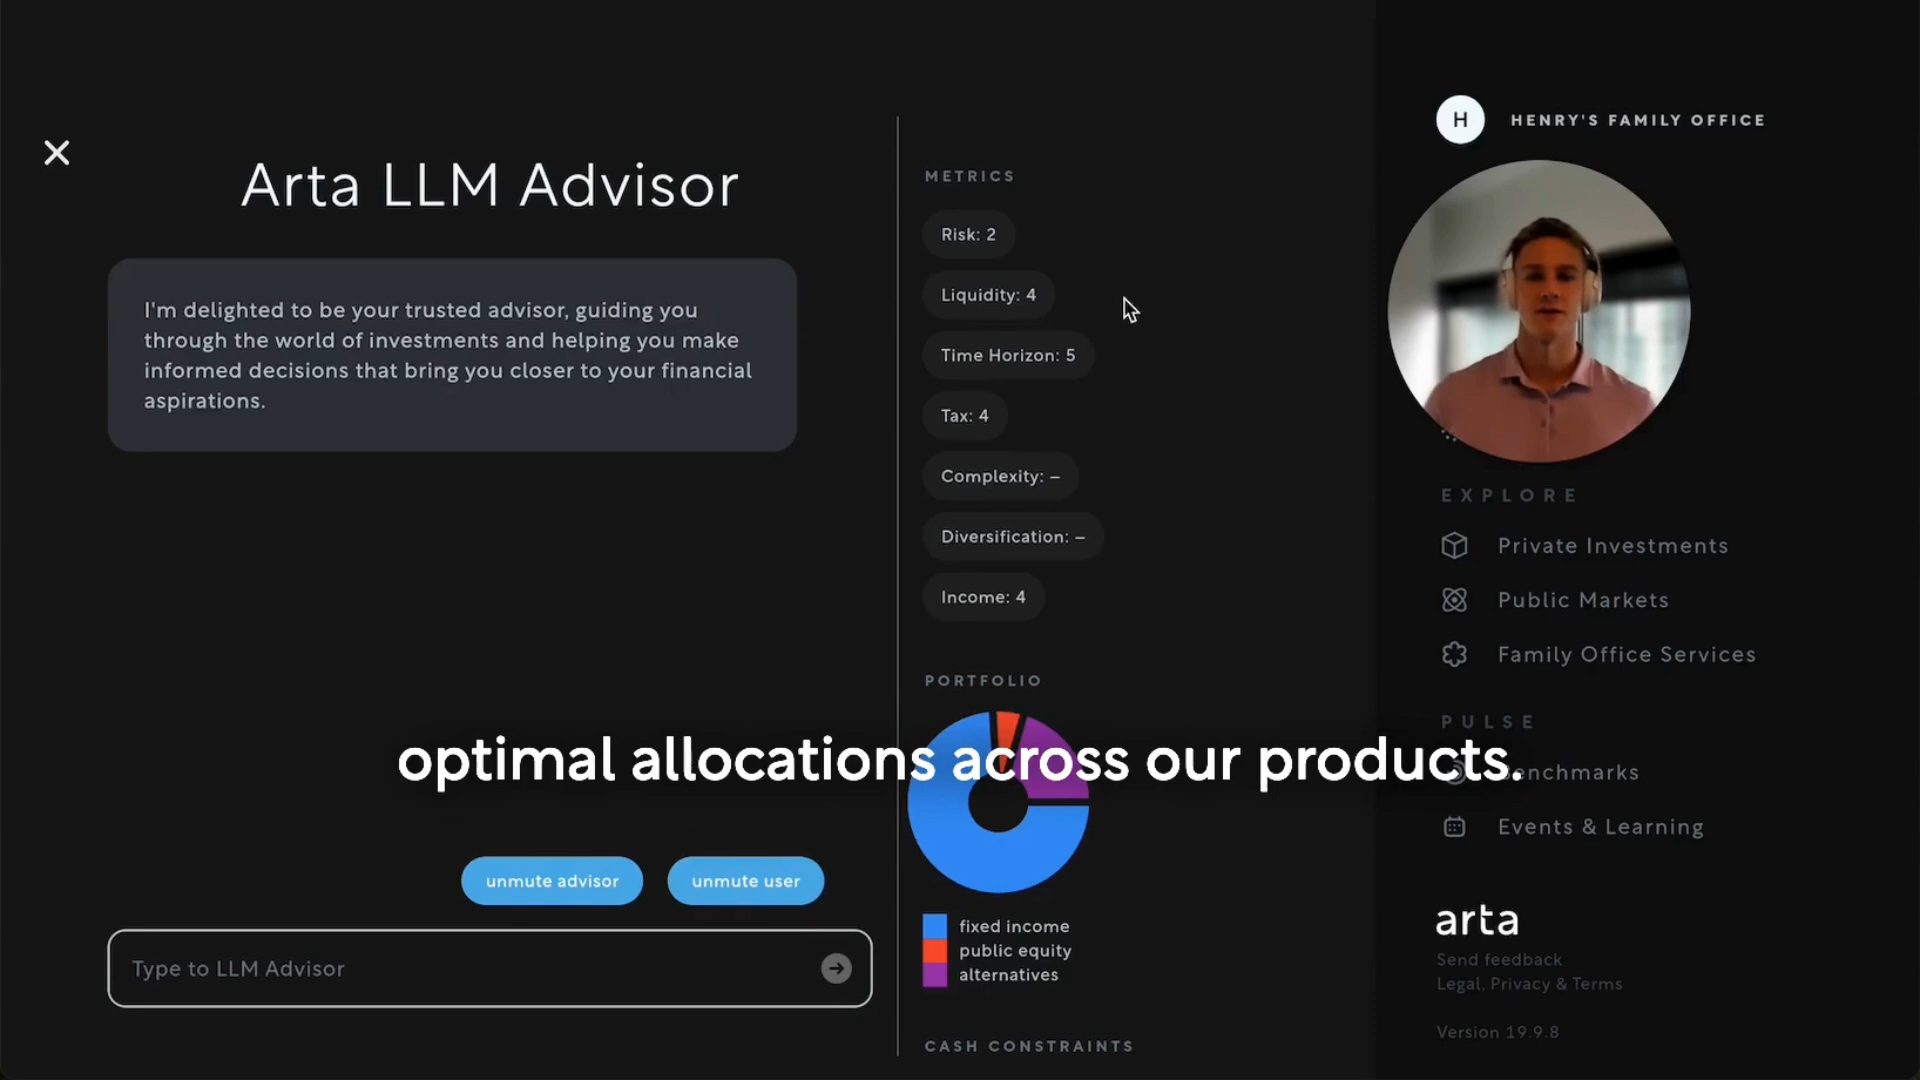 Arta LLM Advisor
I'm delighted to be your trusted advisor, guiding you
through the world of investments and helping you make
informed decisions that bring you closer to your financial
aspirations.
unmute advisor
unmute user
Type to LLM Advisor
METRICS
Risk: 2
Liquidity: 4
Time Horizon: 5
Tax: 4
Complexity: –
Diversification: –
Income: 4
PORTFOLIO
optimal allocations across our products.
fixed income
public equity
alternatives
CASH CONSTRAINTS
H
HENRY'S FAMILY OFFICE
EXPLORE
Private Investments
Public Markets
Family Office Services
PULSE
Benchmarks
Events & Learning
arta
Send feedback
Legal, Privacy & Terms
Version 19.9.8